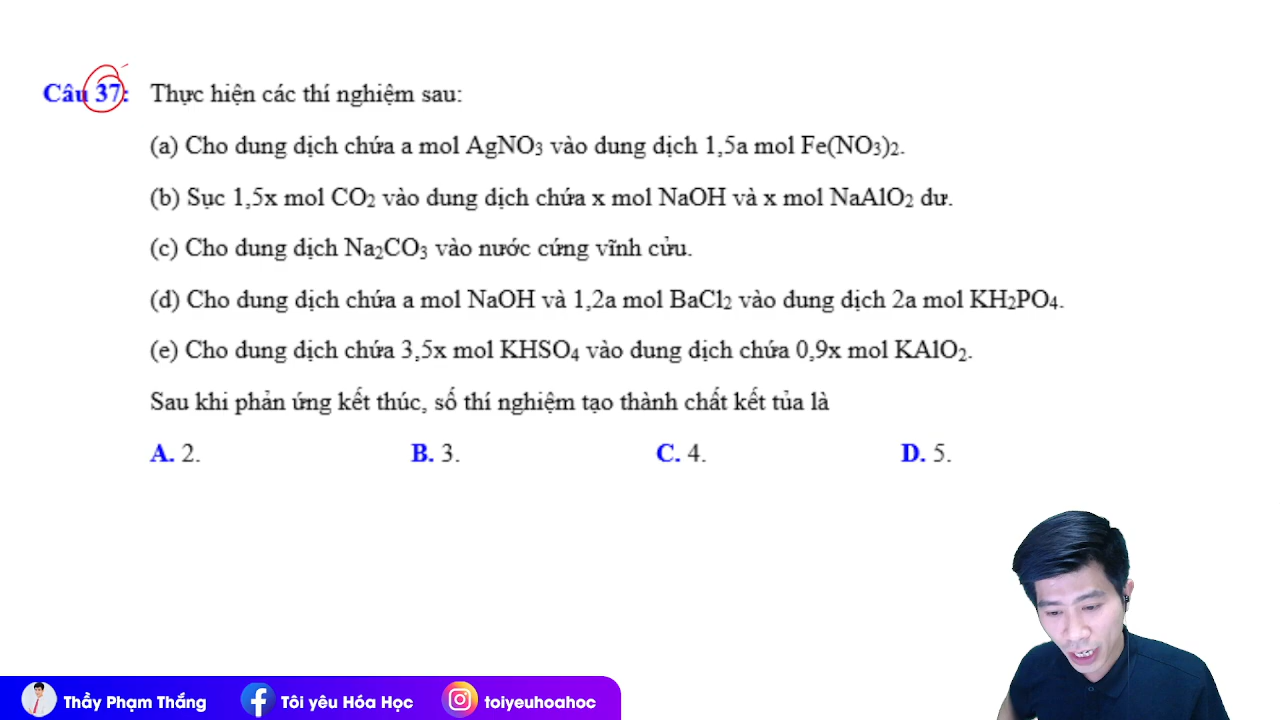 Câu 37: Thực hiện các thí nghiệm sau:
(a) Cho dung dịch chứa a mol AgNO₃ vào dung dịch 1,5a mol Fe(NO₃)₂.
(b) Sục 1,5x mol CO₂ vào dung dịch chứa x mol NaOH và x mol NaAlO₂ dư.
(c) Cho dung dịch Na₂CO₃ vào nước cứng vĩnh cửu.
(d) Cho dung dịch chứa a mol NaOH và 1,2a mol BaCl₂ vào dung dịch 2a mol KH₂PO₄.
(e) Cho dung dịch chứa 3,5x mol KHSO₄ vào dung dịch chứa 0,9x mol KAlO₂.
Sau khi phản ứng kết thúc, số thí nghiệm tạo thành chất kết tủa là
A. 2. B. 3. C. 4. D. 5.
Thầy Phạm Thắng Tôi yêu Hóa Học toiyeuhoahoc